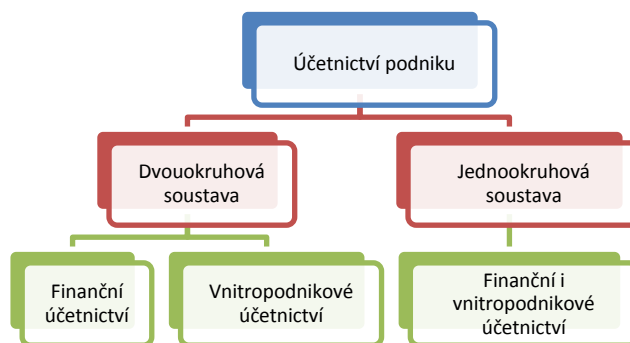 Účetnictví podniku
Dvouokruhová
soustava
Jednookruhová
soustava
Finanční
účetnictví
Vnitropodnikové
účetnictví
Finanční i
vnitropodnikové
účetnictví